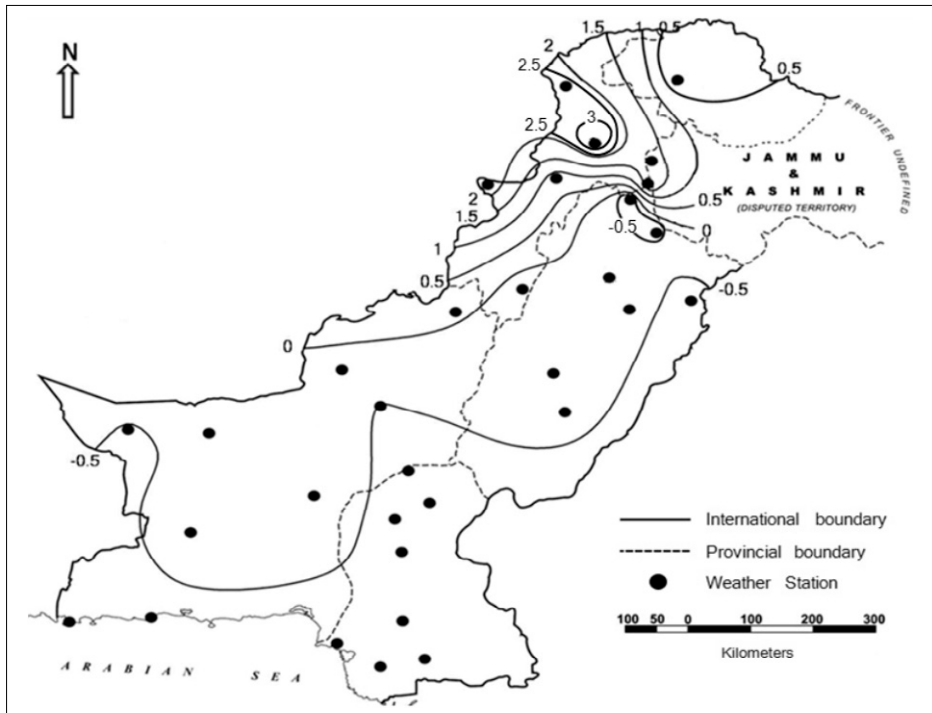 1.5
1
0.5
2
N
2.5
0.5
FRONTIER UNDEFINED
3
2.5
JAMMU
&
KASHMIR
(DISPUTED TERRITORY)
2
0.5
1.5
-0.5
0
1
0.5
-0.5
0
-0.5
International boundary
Provincial boundary
Weather Station
100 50 0 100 200 300
Kilometers
ARABIAN SEA